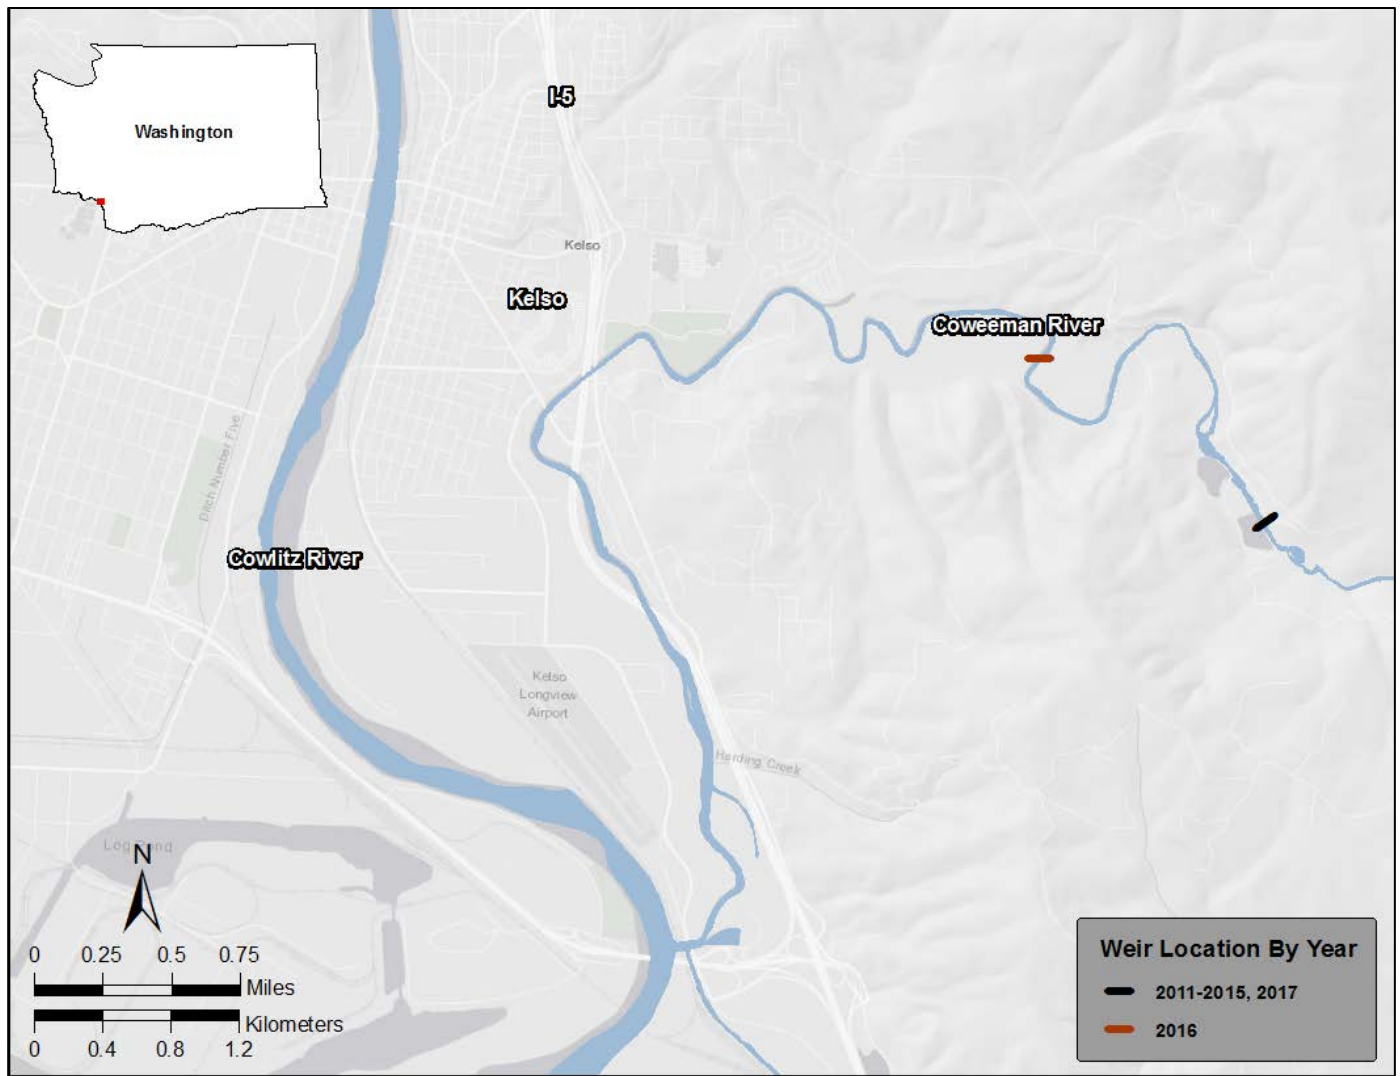 I-5
Washington
Kelso
Kelso
Coweeman River
Ditch Number Five
Cowlitz River
Kelso
Longview
Airport
Harding Creek
Log Pond
N
0 0.25 0.5 0.75
Miles
Kilometers
0 0.4 0.8 1.2
Weir Location By Year
2011-2015, 2017
2016